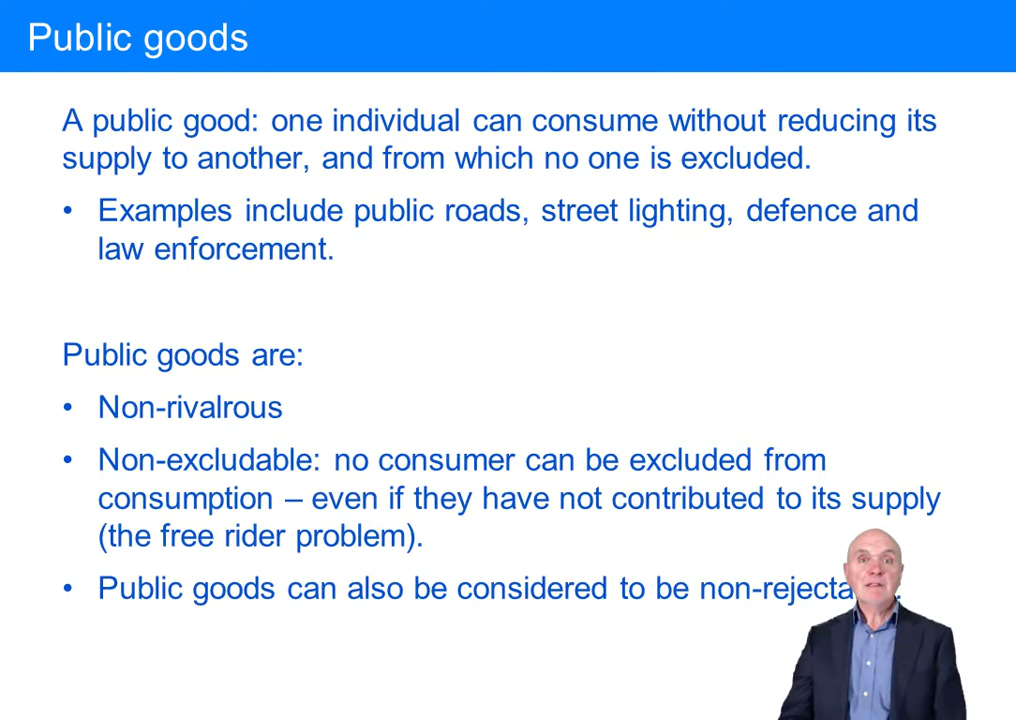 Public goods
A public good: one individual can consume without reducing its
supply to another, and from which no one is excluded.
• Examples include public roads, street lighting, defence and
law enforcement.
Public goods are:
• Non-rivalrous
• Non-excludable: no consumer can be excluded from
consumption – even if they have not contributed to its supply
(the free rider problem).
• Public goods can also be considered to be